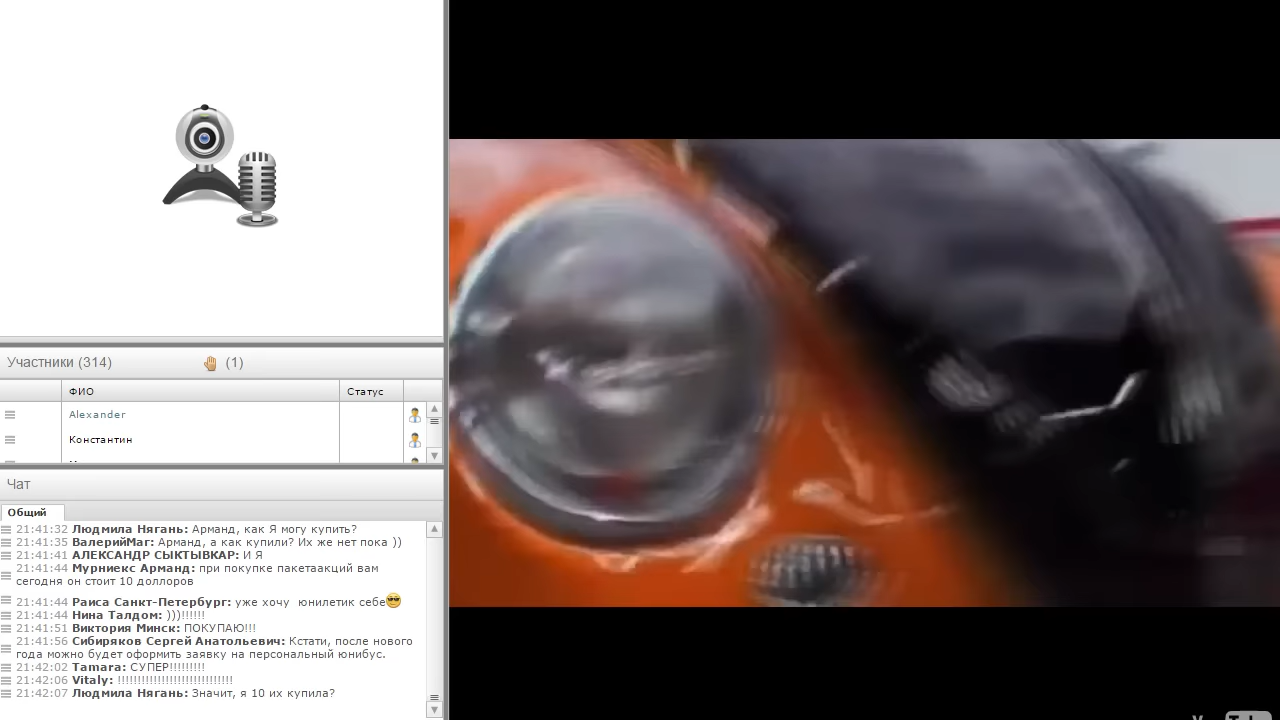 Участники (314) (1)
ФИО Статус
Alexander
Константин
Чат
Общий
21:41:32 Людмила Нягань: Арманд, как Я могу купить?
21:41:35 ВалерийМаг: Арманд, а как купили? Их же нет пока ))
21:41:41 АЛЕКСАНДР СЫКТЫВКАР: И Я
21:41:44 Мурниекс Арманд: при покупке пакетаакций вам
сегодня он стоит 10 долоров
21:41:44 Раиса Санкт-Петербург: уже хочу юнилетик себе
21:41:44 Нина Талдом: )))!!!!!!
21:41:51 Виктория Минск: ПОКУПАЮ!!!
21:41:56 Сибиряков Сергей Анатольевич: Кстати, после нового
года можно будет оформить заявку на персональный юнибус.
21:42:02 Tamara: СУПЕР!!!!!!!!!
21:42:06 Vitaly: !!!!!!!!!!!!!!!!!!!!!!!!!!!!
21:42:07 Людмила Нягань: Значит, я 10 их купила?